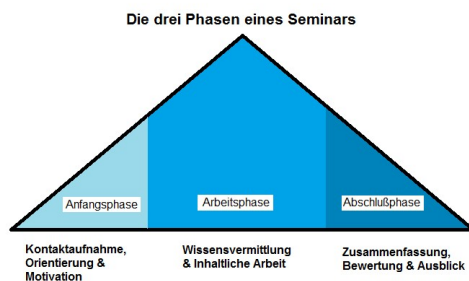 Die drei Phasen eines Seminars
Anfangsphase
Arbeitsphase
Abschlußphase
Kontaktaufnahme,
Orientierung &
Motivation
Wissensvermittlung
& Inhaltliche Arbeit
Zusammenfassung,
Bewertung & Ausblick